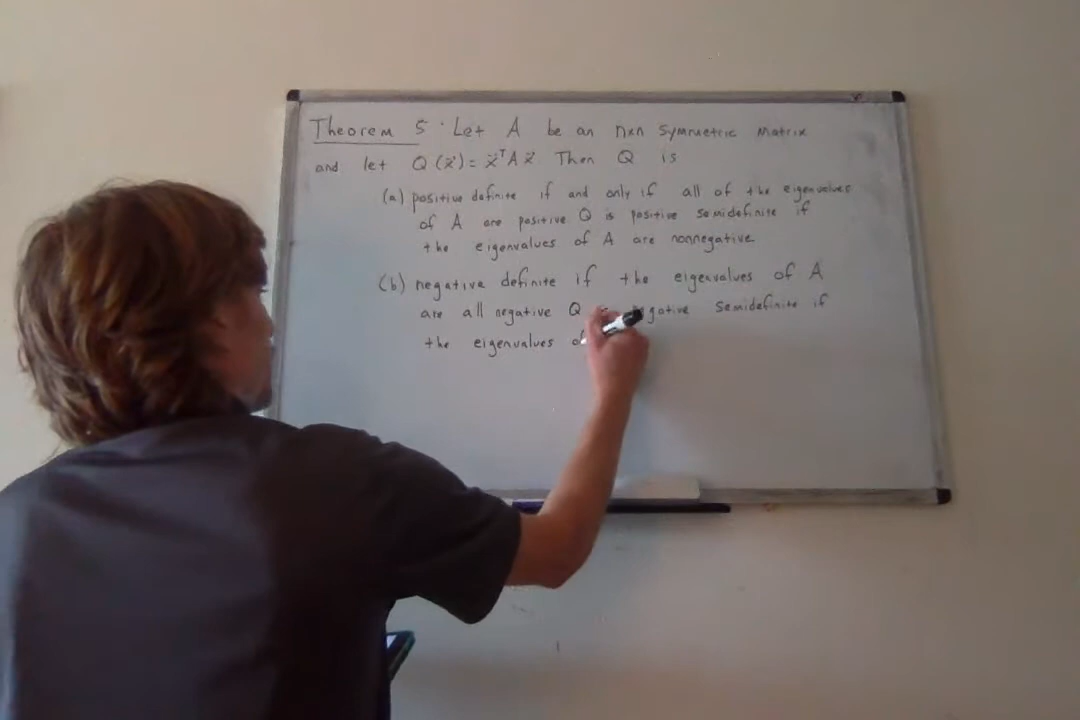 Theorem 5. Let A be an nxn symmetric matrix
and let Q(x⃗)= x⃗ᵀAx⃗ Then Q is
(a) positive definite if and only if all of the eigenvalues
of A are positive Q is positive semidefinite if
the eigenvalues of A are nonnegative
(b) negative definite if the eigenvalues of A
are all negative Q semidefinite if
the eigenvalues